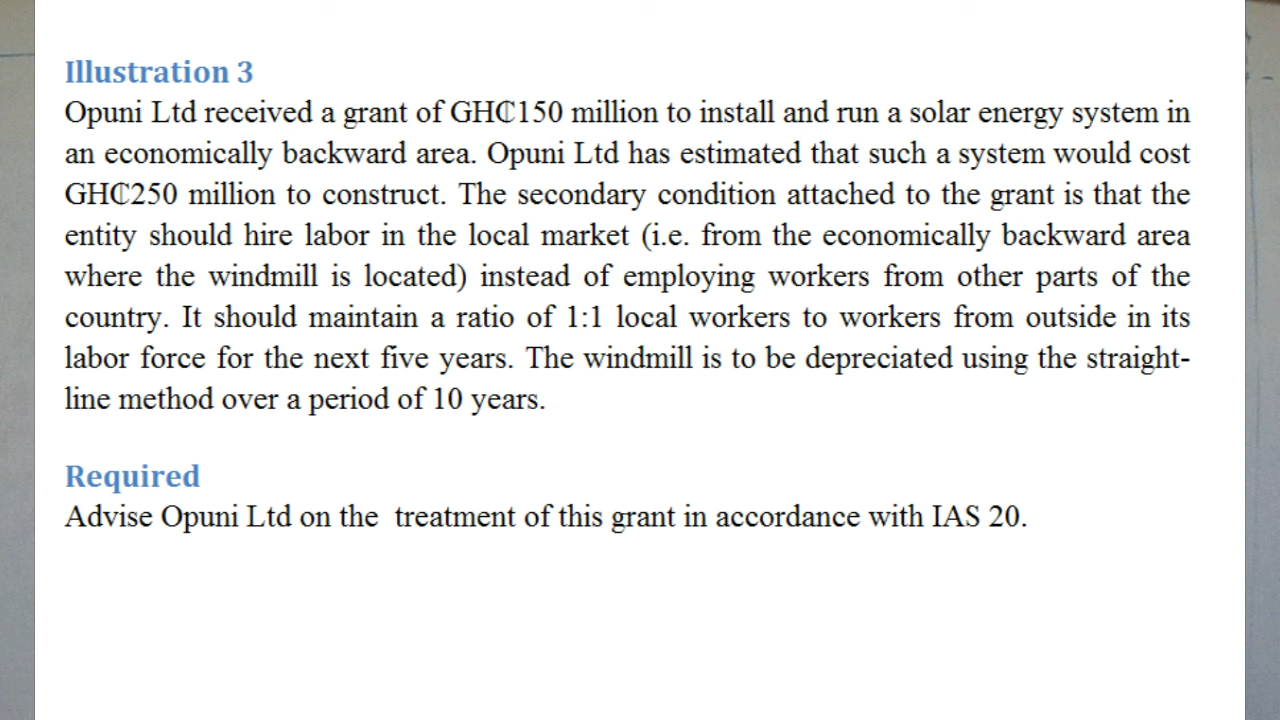 Illustration 3
Opuni Ltd received a grant of GH₵150 million to install and run a solar energy system in
an economically backward area. Opuni Ltd has estimated that such a system would cost
GH₵250 million to construct. The secondary condition attached to the grant is that the
entity should hire labor in the local market (i.e. from the economically backward area
where the windmill is located) instead of employing workers from other parts of the
country. It should maintain a ratio of 1:1 local workers to workers from outside in its
labor force for the next five years. The windmill is to be depreciated using the straight-
line method over a period of 10 years.
Required
Advise Opuni Ltd on the  treatment of this grant in accordance with IAS 20.